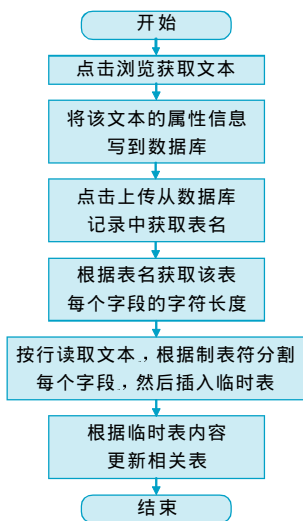 开始
点击浏览获取文本
将该文本的属性信息
写到数据库
点击上传从数据库
记录中获取表名
根据表名获取该表
每个字段的字符长度
按行读取文本，根据制表符分割
每个字段，然后插入临时表
根据临时表内容
更新相关表
结束